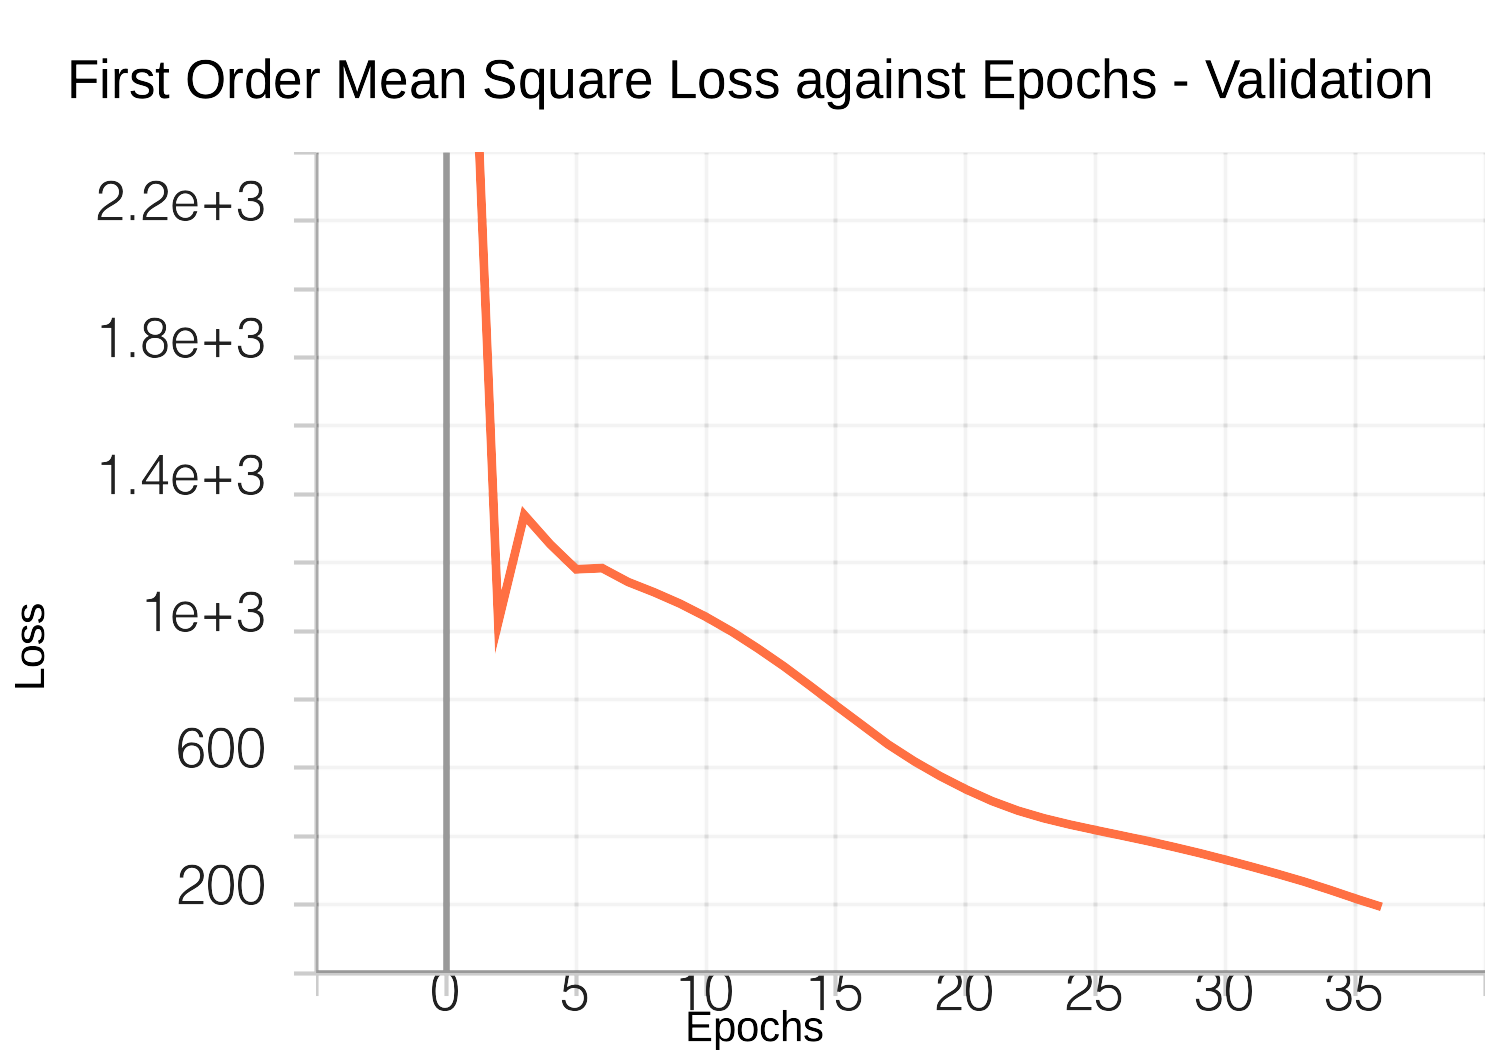 First Order Mean Square Loss against Epochs - Validation
2.2e+3
1.8e+3
1.4e+3
1e+3
600
200
Loss
0 5 10 15 20 25 30 35
Epochs